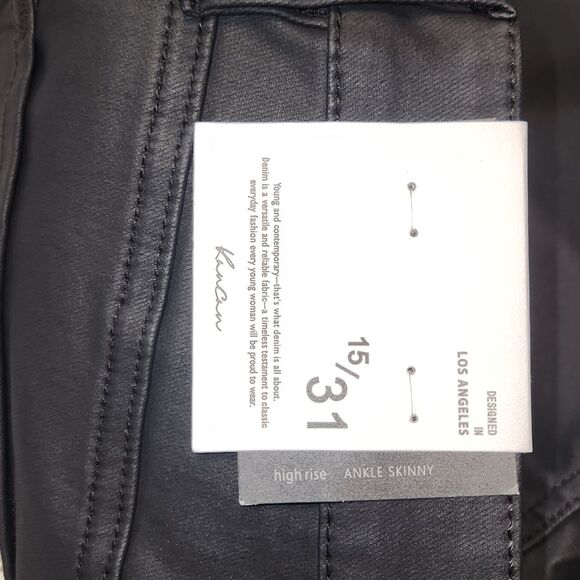 DESIGNED
IN
LOS ANGELES
15/31
Young and contemporary—that's what denim is all about.
Denim is a versatile and reliable fabric—a timeless testament to classic
everyday fashion every young woman will be proud to wear.
Kancan
high rise ANKLE SKINNY